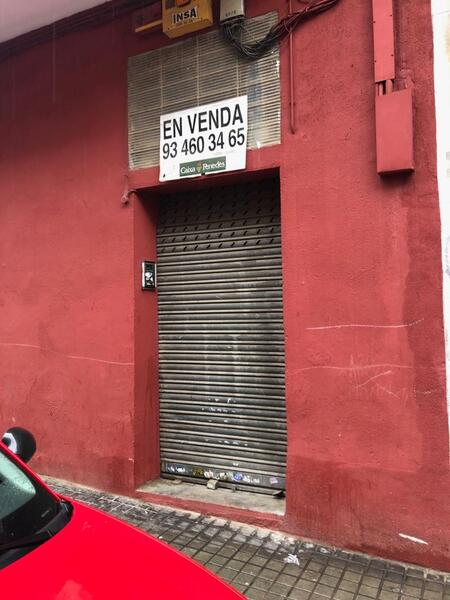 INSA
EN VENDA
93 460 34 65
Caixa Penedès